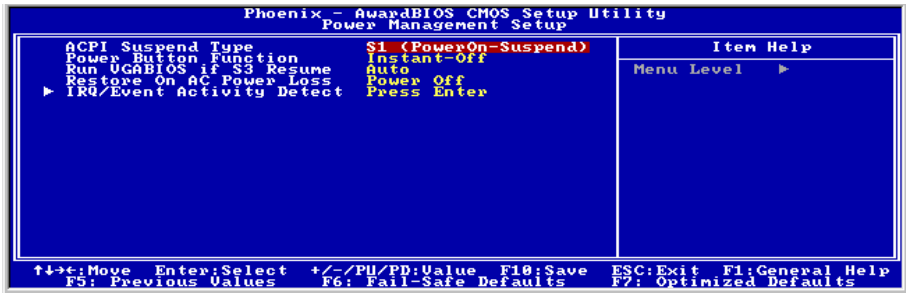 Phoenix - AwardBIOS CMOS Setup Utility
Power Management Setup
ACPI Suspend Type S1 (PowerOn-Suspend)
Power Button Function Instant-Off
Run VGABIOS if S3 Resume Auto
Restore On AC Power Loss Power Off
▶ IRQ/Event Activity Detect Press Enter
Item Help
Menu Level ▶
↑↓→←:Move Enter:Select +/-/PU/PD:Value F10:Save ESC:Exit F1:General Help
F5: Previous Values F6: Fail-Safe Defaults F7: Optimized Defaults